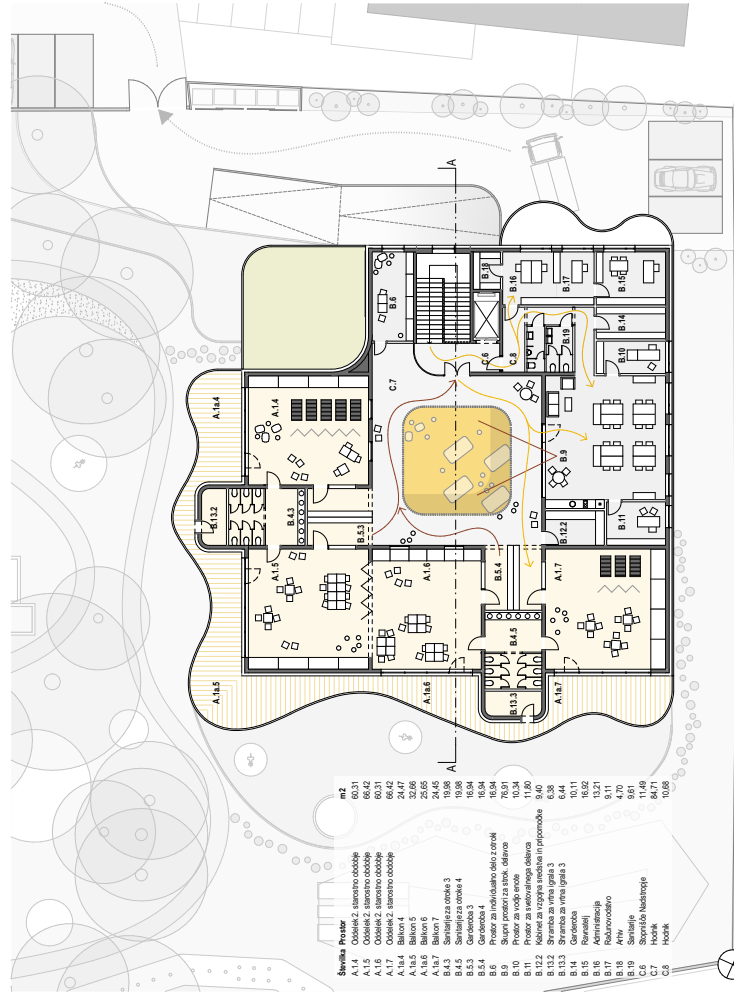 A
A.1a.4
A.1.4
B.6
B.18
B.16
B.17
B.15
B.14
B.19
C.6
C.8
B.10
C.7
B.13.2
B.4.3
B.5.3
B.9
B.11
B.12.2
A.1.5
A.1.6
B.5.4
A.1.7
B.4.5
A.1a.5
A.1a.6
B.13.3
A.1a.7
A
Številka Prostor m2
A.1.4 Oddelek 2. starostno obdobje 60,31
A.1.5 Oddelek 2. starostno obdobje 66,42
A.1.6 Oddelek 2. starostno obdobje 60,31
A.1.7 Oddelek 2. starostno obdobje 66,42
A.1a.4 Balkon 4 24,47
A.1a.5 Balkon 5 32,66
A.1a.6 Balkon 6 25,65
A.1a.7 Balkon 7 24,45
B.4.3 Sanitarije za otroke 3 19,98
B.4.5 Sanitarije za otroke 4 19,98
B.5.3 Garderoba 3 16,94
B.5.4 Garderoba 4 16,94
B.6 Prostor za individualno delo z otroki 16,94
B.9 Skupni prostori za strok. delavce 76,91
B.10 Prostor za vodjo enote 10,34
B.11 Prostor za svetovalnega delavca 11,80
B.12.2 Kabinet za vzgojna sredstva in pripomočke 9,40
B.13.2 Shramba za vrtna igrala 3 6,38
B.13.3 Shramba za vrtna igrala 3 6,44
B.14 Garderoba 10,11
B.15 Ravnatelj 16,92
B.16 Administracija 13,21
B.17 Računovodstvo 9,11
B.18 Arhiv 4,70
B.19 Sanitarije 9,61
C.6 Stopnišče Nadstropje 11,49
C.7 Hodnik 84,71
C.8 Hodnik 10,68